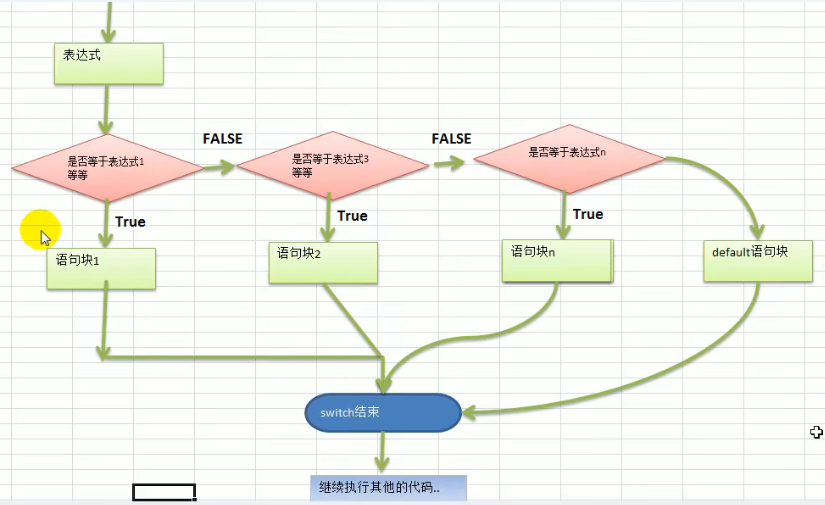 表达式
FALSE
FALSE
是否等于表达式1
等等
是否等于表达式3
等等
是否等于表达式n
True
True
True
语句块1
语句块2
语句块n
default语句块
switch结束
继续执行其他的代码..